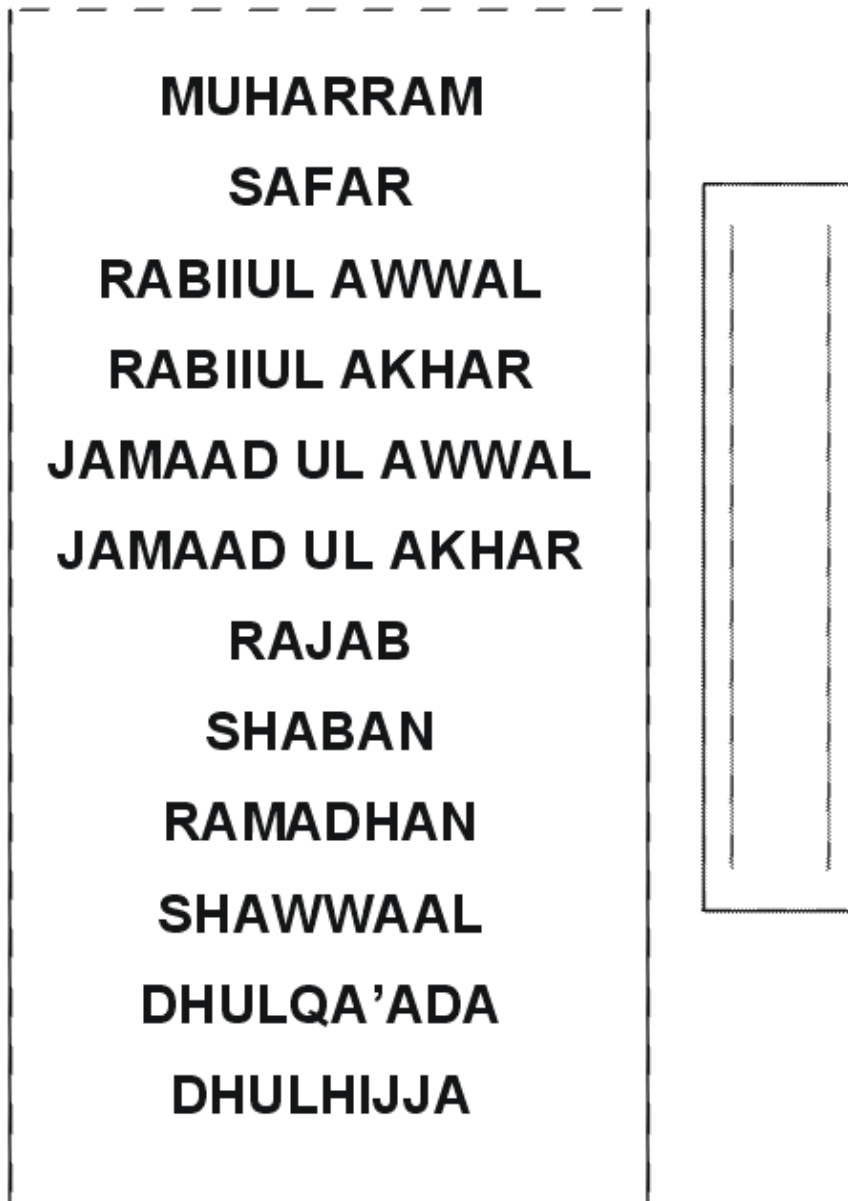 MUHARRAM
SAFAR
RABIIUL AWWAL
RABIIUL AKHAR
JAMAAD UL AWWAL
JAMAAD UL AKHAR
RAJAB
SHABAN
RAMADHAN
SHAWWAAL
DHULQA’ADA
DHULHIJJA